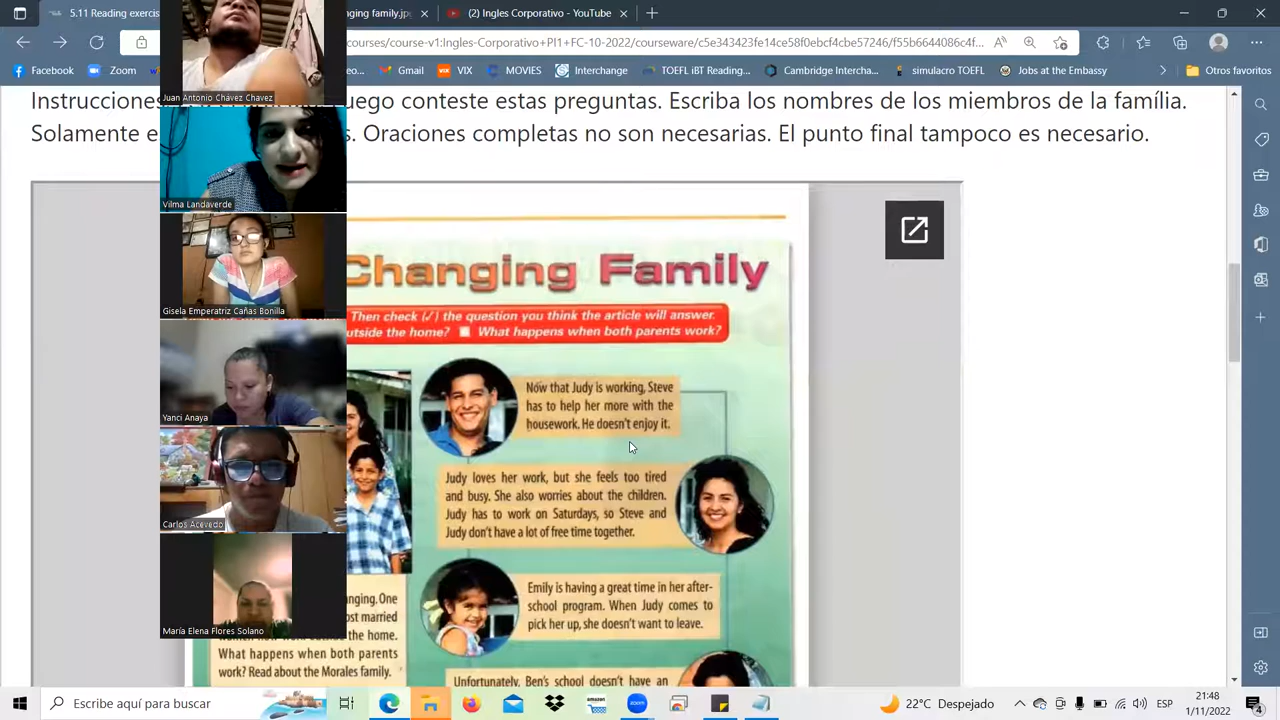 5.11 Reading exer
nging family.jp
(2) Ingles Corporativo - YouTube
courses/course-v1:Ingles-Corporativo+PI1+FC-10-2022/courseware/c5e343423fe14ce58f0ebcf4cbe57246/f55b6644086c4f...
Facebook
Zoom
Gmail
VIX
MOVIES
Interchange
TOEFL iBT Reading...
Cambridge Intercha...
simulacro TOEFL
Jobs at the Embassy
Otros favoritos
Instruccione
uego conteste estas preguntas. Escriba los nombres de los miembros de la família.
Solamente e
s. Oraciones completas no son necesarias. El punto final tampoco es necesario.
Juan Antonio Chávez Chavez
Vilma Landaverde
Gisela Emperatriz Cañas Bonilla
Yanci Anaya
Carlos Acevedo
María Elena Flores Solano
Changing Family
Then check (✓) the question you think the article will answer.
utside the home? What happens when both parents work?
Now that Judy is working, Steve
has to help her more with the
housework. He doesn't enjoy it.
Judy loves her work, but she feels too tired
and busy. She also worries about the children.
Judy has to work on Saturdays, so Steve and
Judy don't have a lot of free time together.
Emily is having a great time in her after-
school program. When Judy comes to
pick her up, she doesn't want to leave.
Unfortunately, Ben's school doesn't have an
nging. One
ost married
women now work outside the home.
What happens when both parents
work? Read about the Morales family.
Escribe aquí para buscar
22°C Despejado
21:48
1/11/2022
4